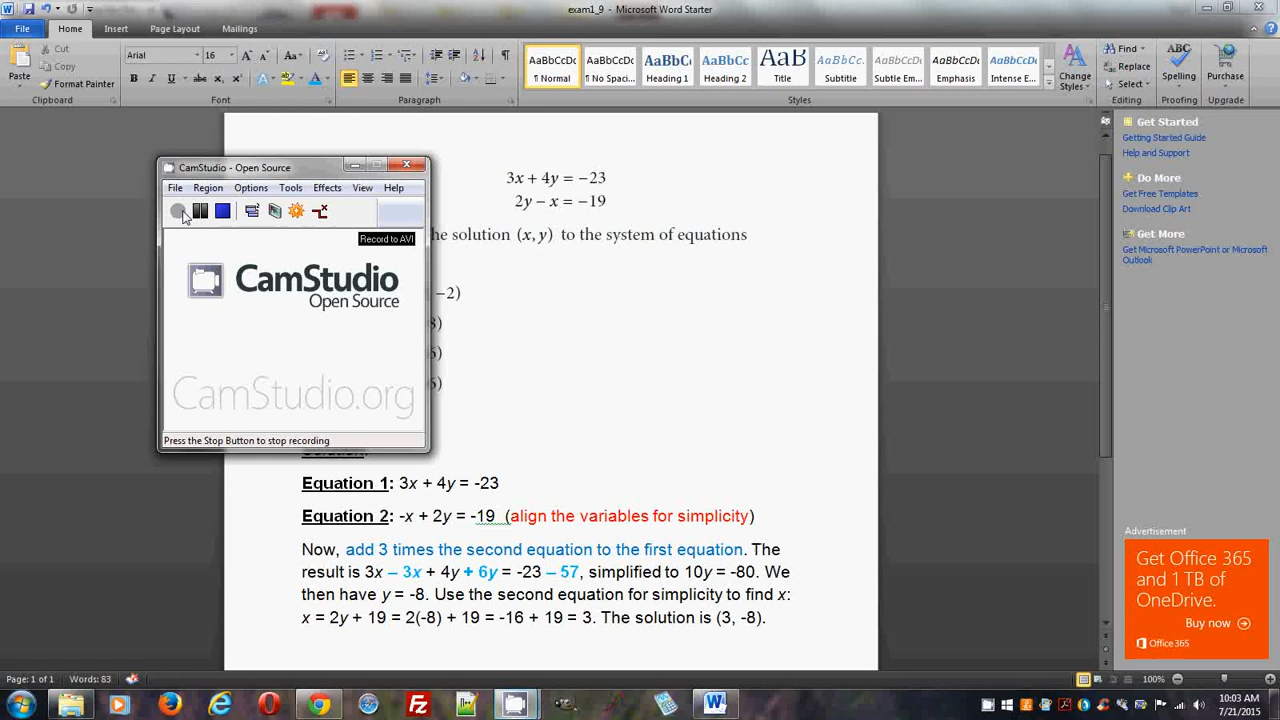 exam1_9 - Microsoft Word Starter
File Home Insert Page Layout Mailings
Paste
Cut
Copy
Format Painter
Clipboard
Arial 16
Font
Paragraph
AaBbCcDc AaBbCcDc AaBbCc AaBbCc AaB AaBbCc. AaBbCcDc AaBbCcDc AaBbCcDc
¶ Normal ¶ No Spaci... Heading 1 Heading 2 Title Subtitle Subtle Em... Emphasis Intense E...
Styles
Change Styles
Find
Replace
Select
Editing
ABC
Spelling
Proofing
Purchase
Upgrade
3x + 4y = −23
2y − x = −19
he solution (x, y) to the system of equations
−2)
8)
5)
6)
CamStudio - Open Source
File Region Options Tools Effects View Help
Record to AVI
CamStudio
Open Source
CamStudio.org
Press the Stop Button to stop recording
Equation 1: 3x + 4y = -23
Equation 2: -x + 2y = -19 (align the variables for simplicity)
Now, add 3 times the second equation to the first equation. The
result is 3x – 3x + 4y + 6y = -23 – 57, simplified to 10y = -80. We
then have y = -8. Use the second equation for simplicity to find x:
x = 2y + 19 = 2(-8) + 19 = -16 + 19 = 3. The solution is (3, -8).
Get Started
Getting Started Guide
Help and Support
Do More
Get Free Templates
Download Clip Art
Get More
Get Microsoft PowerPoint or Microsoft
Outlook
Advertisement
Get Office 365
and 1 TB of
OneDrive.
Buy now
Office 365
Page: 1 of 1 Words: 83
100%
10:03 AM
7/21/2015